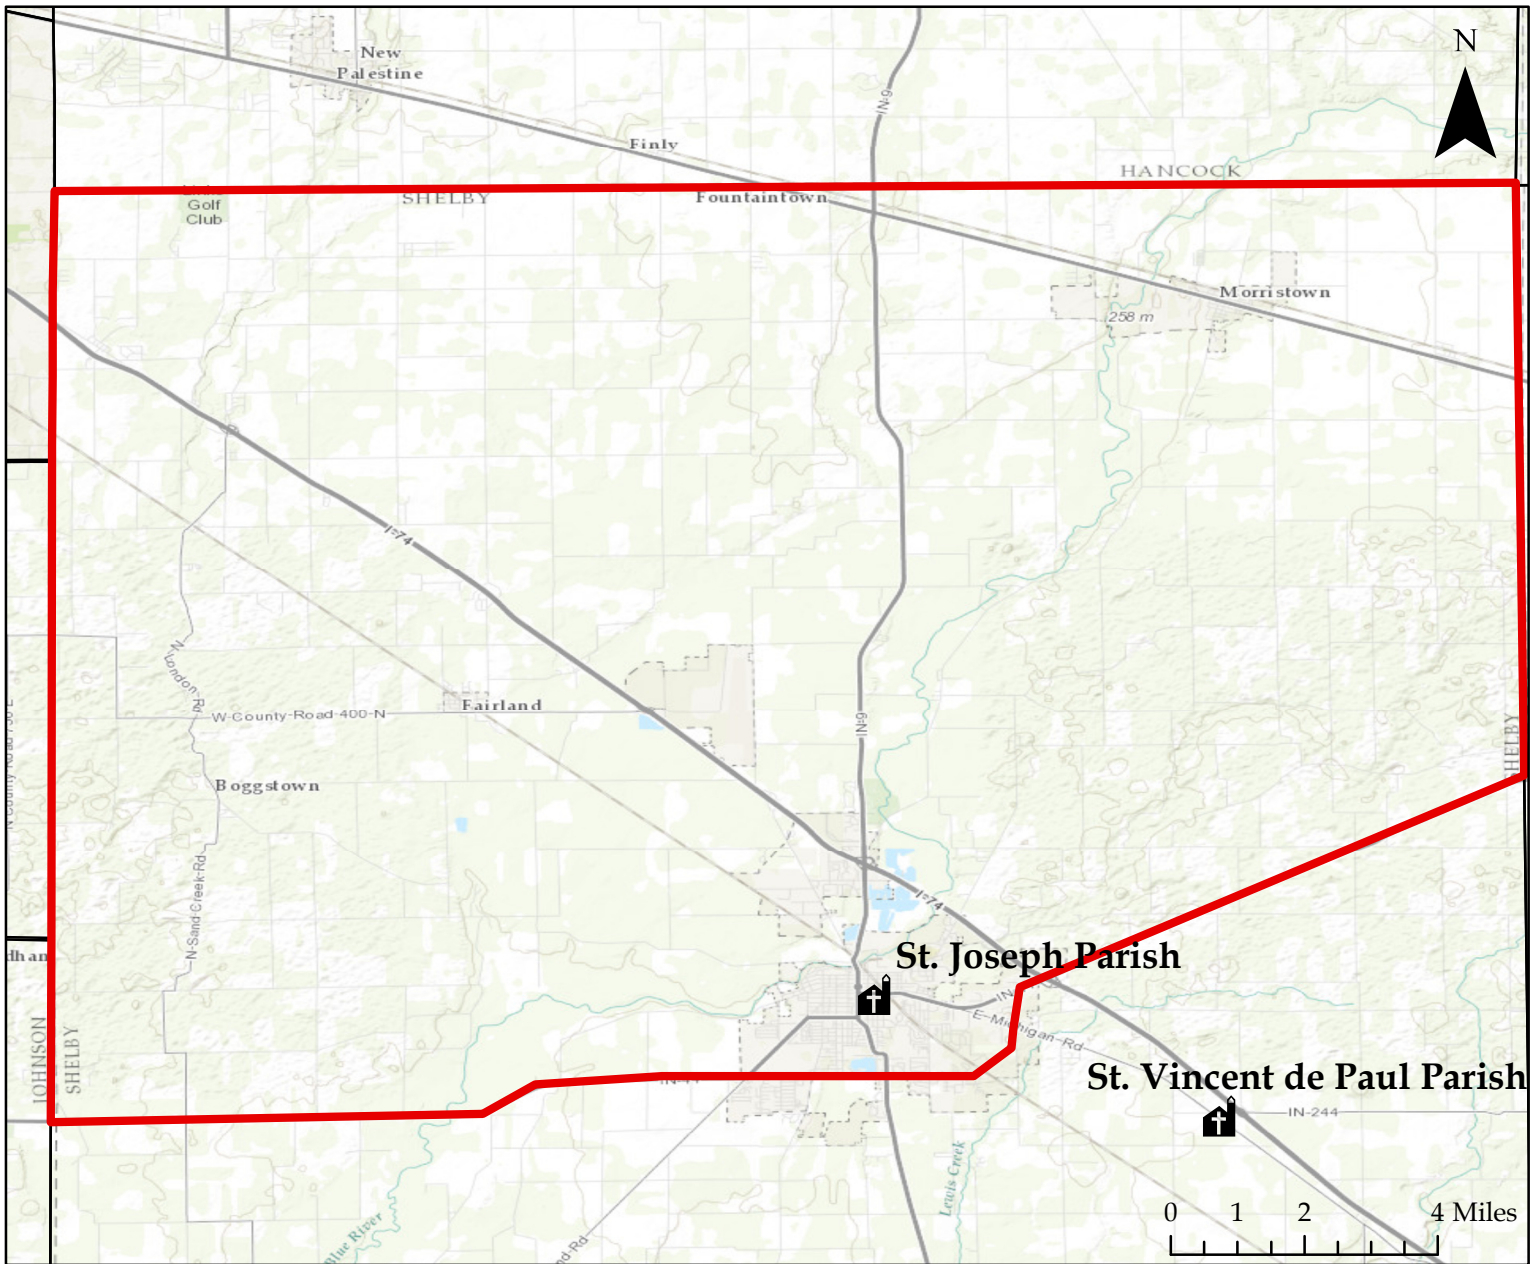 New
Palestine
N
IN-9
Finly
HANCOCK
SHELBY
Golf
Club
Fountaintown
Morristown
258 m
I-74
N London Rd
IN-9
Fairland
W-County-Road-400-N
SHELBY
Boggstown
N-Sand-Creek-Rd
I-74
dhan
St. Joseph Parish
IN
E-Michigan-Rd
JOHNSON
SHELBY
St. Vincent de Paul Parish
IN-244
Lewis Creek
Blue River
0 1 2 4 Miles